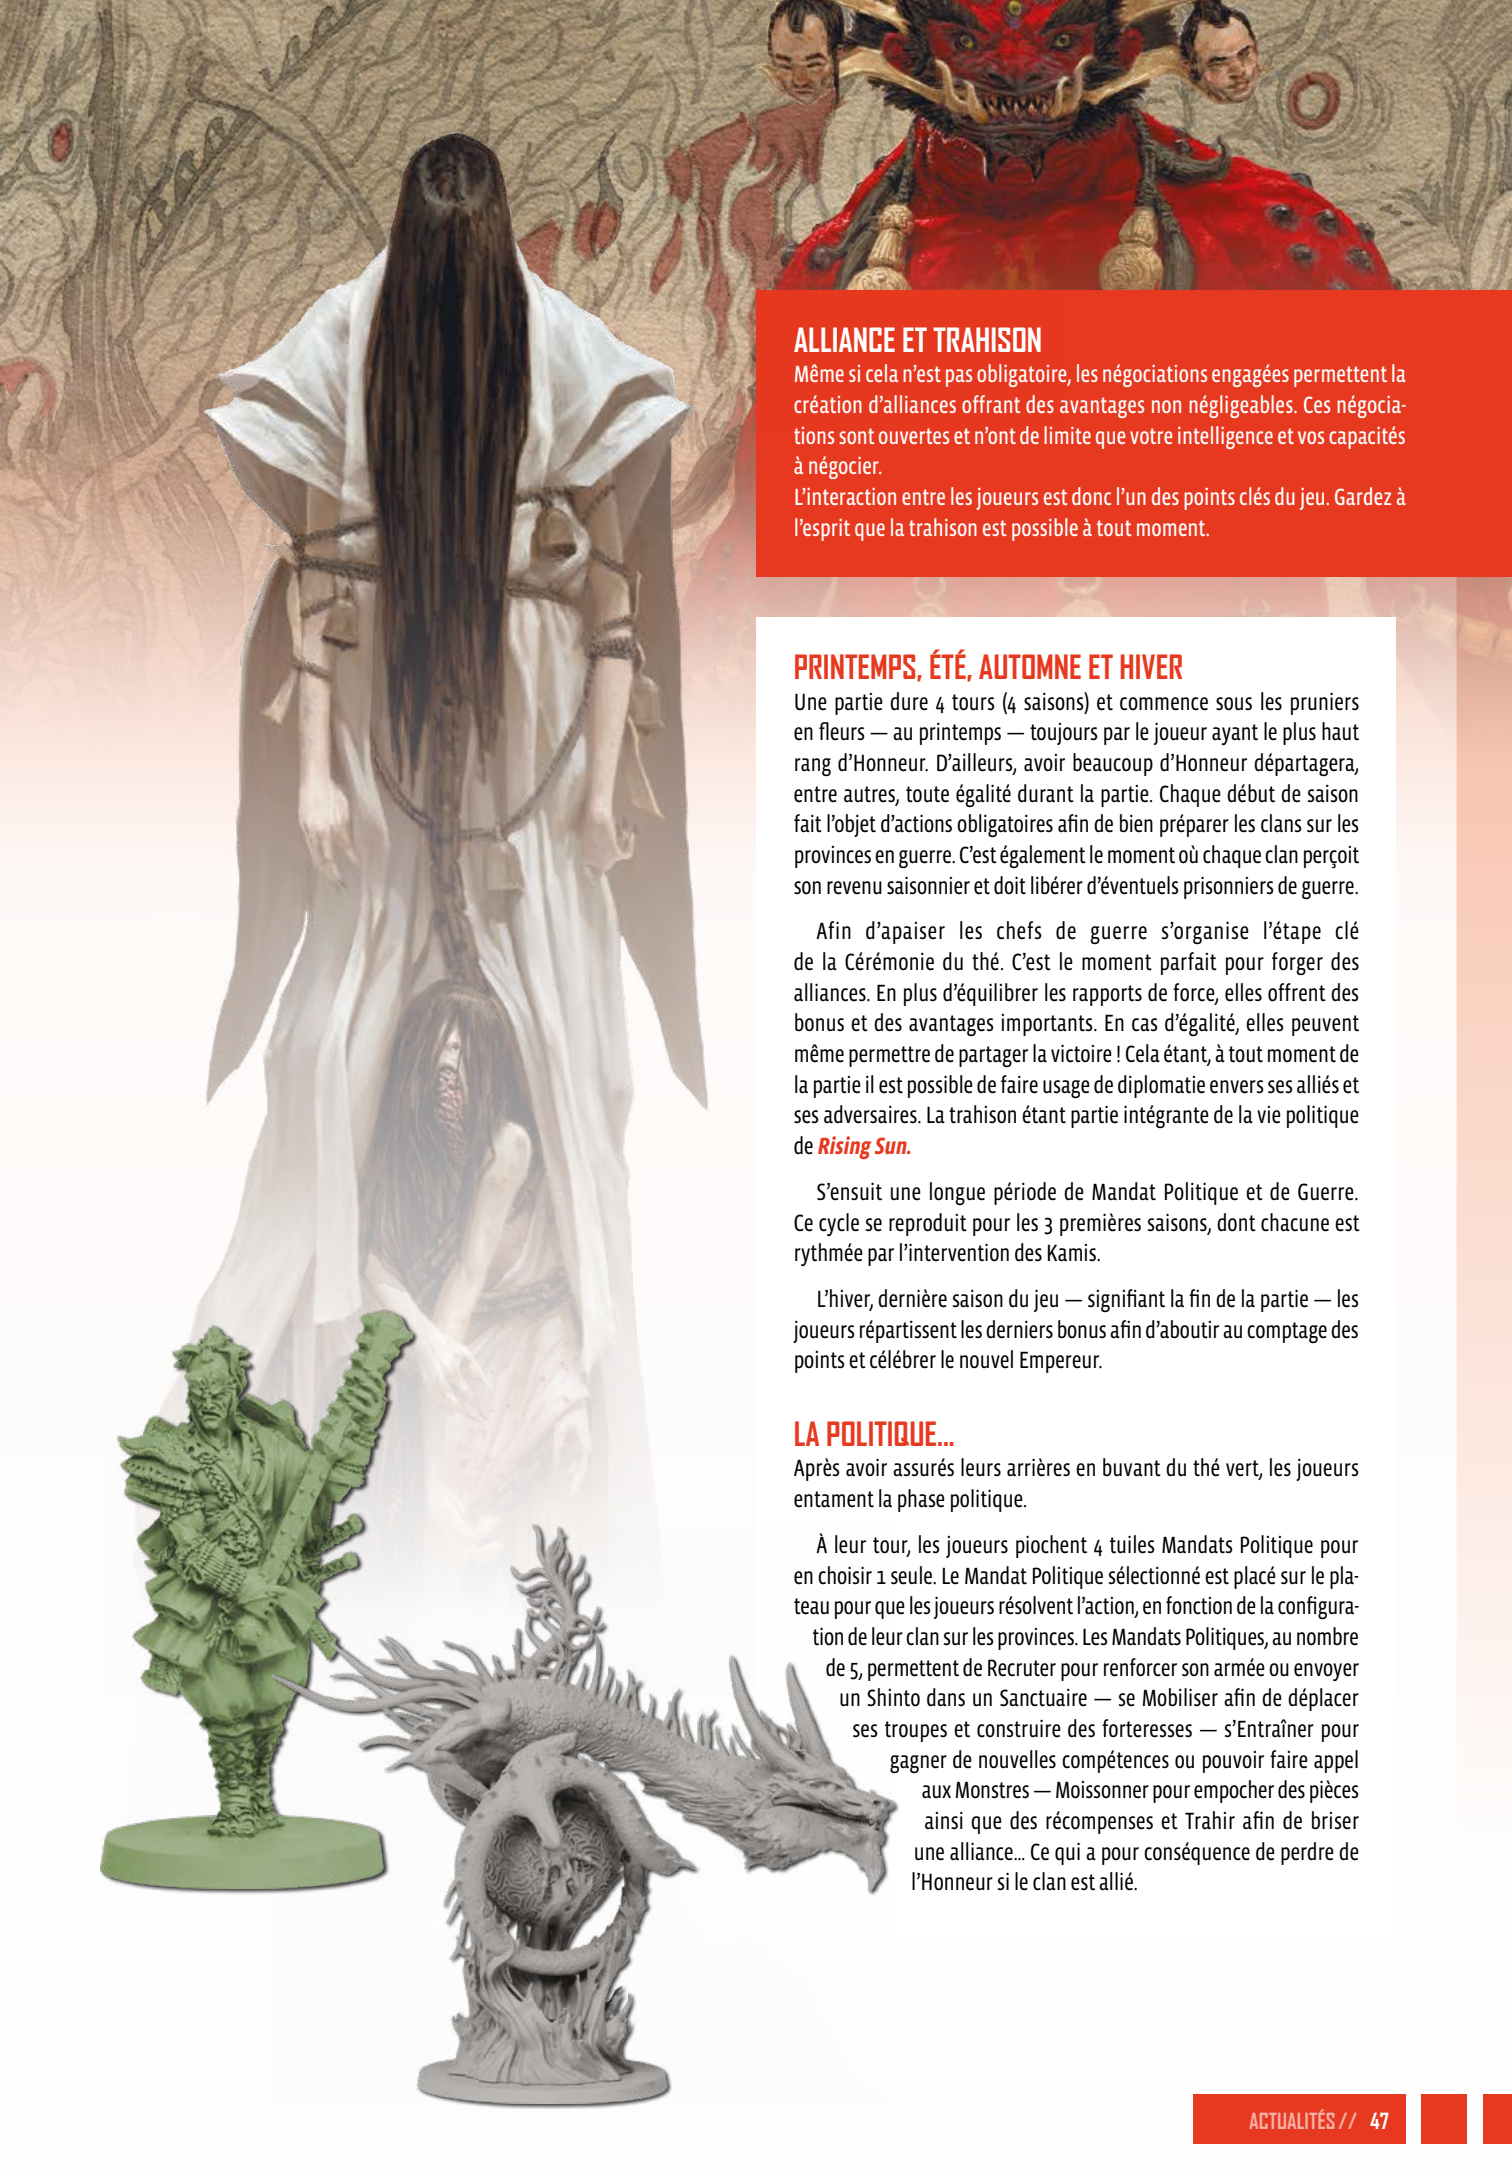 ALLIANCE ET TRAHISON
Même si cela n’est pas obligatoire, les négociations engagées permettent la
création d’alliances offrant des avantages non négligeables. Ces négocia-
tions sont ouvertes et n’ont de limite que votre intelligence et vos capacités
à négocier.
L’interaction entre les joueurs est donc l’un des points clés du jeu. Gardez à
l’esprit que la trahison est possible à tout moment.
PRINTEMPS, ÉTÉ, AUTOMNE ET HIVER
Une partie dure 4 tours (4 saisons) et commence sous les pruniers
en fleurs — au printemps — toujours par le joueur ayant le plus haut
rang d’Honneur. D’ailleurs, avoir beaucoup d’Honneur départagera,
entre autres, toute égalité durant la partie. Chaque début de saison
fait l’objet d’actions obligatoires afin de bien préparer les clans sur les
provinces en guerre. C’est également le moment où chaque clan perçoit
son revenu saisonnier et doit libérer d’éventuels prisonniers de guerre.
Afin d’apaiser les chefs de guerre s’organise l’étape clé
de la Cérémonie du thé. C’est le moment parfait pour forger des
alliances. En plus d’équilibrer les rapports de force, elles offrent des
bonus et des avantages importants. En cas d’égalité, elles peuvent
même permettre de partager la victoire ! Cela étant, à tout moment de
la partie il est possible de faire usage de diplomatie envers ses alliés et
ses adversaires. La trahison étant partie intégrante de la vie politique
de Rising Sun.
S’ensuit une longue période de Mandat Politique et de Guerre.
Ce cycle se reproduit pour les 3 premières saisons, dont chacune est
rythmée par l’intervention des Kamis.
L’hiver, dernière saison du jeu — signifiant la fin de la partie — les
joueurs répartissent les derniers bonus afin d’aboutir au comptage des
points et célébrer le nouvel Empereur.
LA POLITIQUE...
Après avoir assurés leurs arrières en buvant du thé vert, les joueurs
entament la phase politique.
À leur tour, les joueurs piochent 4 tuiles Mandats Politique pour
en choisir 1 seule. Le Mandat Politique sélectionné est placé sur le pla-
teau pour que les joueurs résolvent l’action, en fonction de la configura-
tion de leur clan sur les provinces. Les Mandats Politiques, au nombre
de 5, permettent de Recruter pour renforcer son armée ou envoyer
un Shinto dans un Sanctuaire — se Mobiliser afin de déplacer
ses troupes et construire des forteresses — s’Entraîner pour
gagner de nouvelles compétences ou pouvoir faire appel
aux Monstres — Moissonner pour empocher des pièces
ainsi que des récompenses et Trahir afin de briser
une alliance... Ce qui a pour conséquence de perdre de
l’Honneur si le clan est allié.
ACTUALITÉS // 47